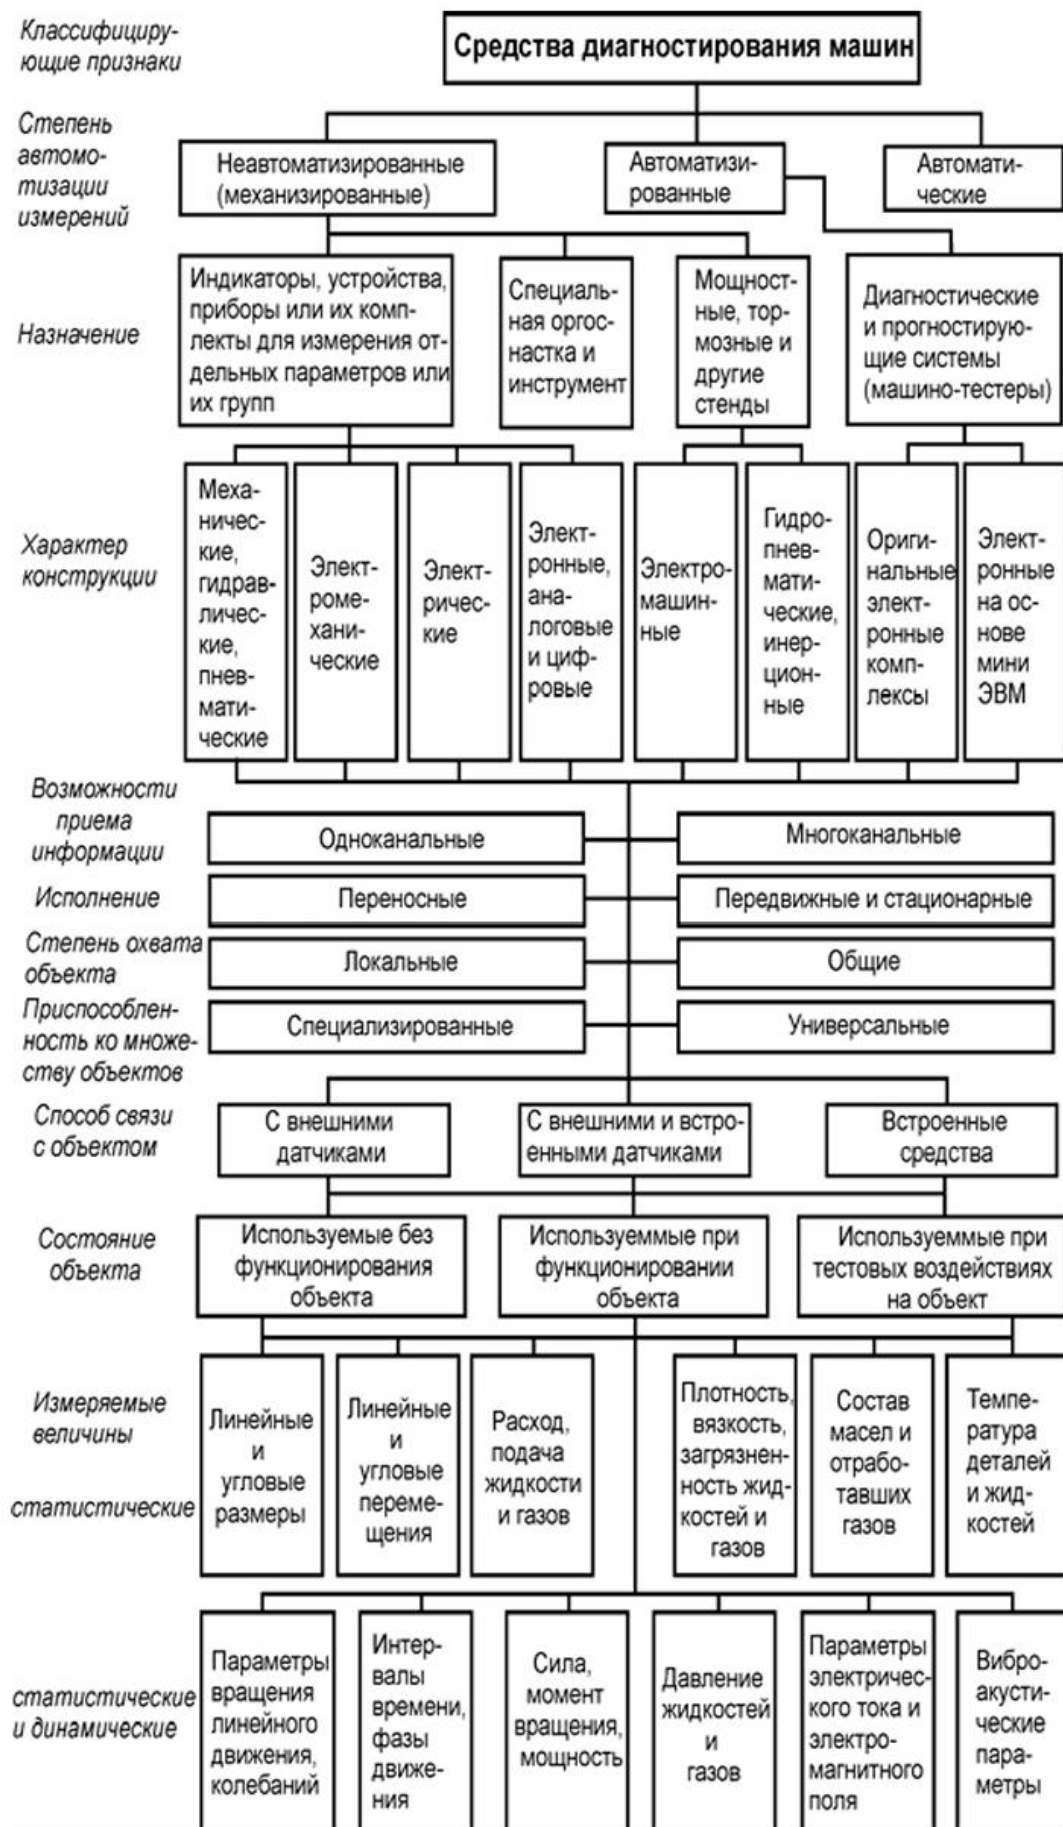 Классифициру-
ющие признаки
Средства диагностирования машин
Степень
автомо-
тизации
измерений
Неавтоматизированные
(механизированные)
Автоматизи-
рованные
Автомати-
ческие
Назначение
Индикаторы, устройства,
приборы или их комп-
лекты для измерения от-
дельных параметров или
их групп
Специаль-
ная оргос-
настка и
инструмент
Мощност-
ные, тор-
мозные и
другие
стенды
Диагностические
и прогностирую-
щие системы
(машино-тестеры)
Характер
конструкции
Меха-
ничес-
кие,
гидрав-
личес-
кие,
пнев-
мати-
ческие
Элект-
роме-
хани-
ческие
Элект-
ричес-
кие
Элект-
ронные,
ана-
логовые
и циф-
ровые
Электро-
машин-
ные
Гидро-
пнев-
мати-
ческие,
инер-
цион-
ные
Ориги-
нальные
элект-
ронные
комп-
лексы
Элект-
ронные
на ос-
нове
мини
ЭВМ
Возможности
приема
информации
Одноканальные
Многоканальные
Исполнение
Переносные
Передвижные и стационарные
Степень охвата
объекта
Локальные
Общие
Приспособлен-
ность ко множе-
ству объектов
Специализированные
Универсальные
Способ связи
с объектом
С внешними
датчиками
С внешними и встро-
енными датчиками
Встроенные
средства
Состояние
объекта
Используемые без
функционирования
объекта
Используеммые при
функционировании
объекта
Используеммые при
тестовых воздействиях
на объект
Измеряемые
величины
статистические
Линейные
и
угловые
размеры
Линейные
и
угловые
переме-
щения
Расход,
подача
жидкости
и газов
Плотность,
вязкость,
загрязнен-
ность жид-
костей и
газов
Состав
масел и
отрабо-
тавших
газов
Темпе-
ратура
деталей
и жид-
костей
статистические
и динамические
Параметры
вращения
линейного
движения,
колебаний
Интер-
валы
времени,
фазы
движе-
ния
Сила,
момент
вращения,
мощность
Давление
жидкостей
и
газов
Параметры
электричес-
кого тока и
электро-
магнитного
поля
Вибро-
акусти-
ческие
пара-
метры